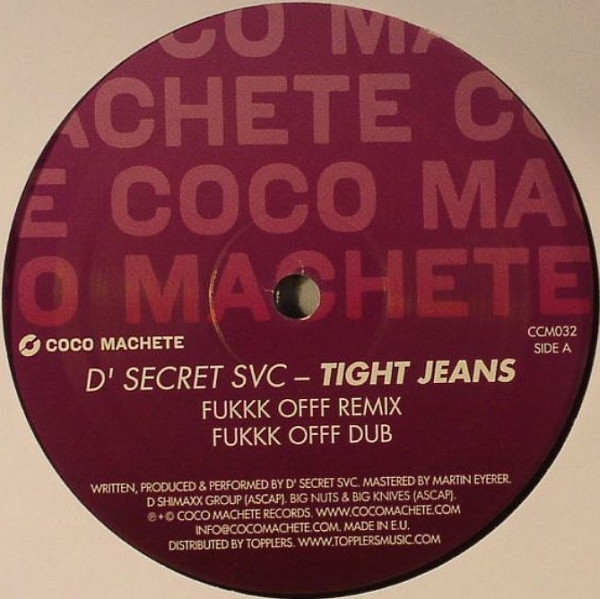 CO MA
MACHETE CO
E COCO MA
O MACHETE
COCO MACHETE
CCM032
SIDE A
D' SECRET SVC – TIGHT JEANS
FUKKK OFFF REMIX
FUKKK OFFF DUB
WRITTEN, PRODUCED & PERFORMED BY D' SECRET SVC. MASTERED BY MARTIN EYERER.
D SHIMAXX GROUP (ASCAP). BIG NUTS & BIG KNIVES (ASCAP).
℗ + © COCO MACHETE RECORDS. WWW.COCOMACHETE.COM
INFO@COCOMACHETE.COM. MADE IN E.U.
DISTRIBUTED BY TOPPLERS. WWW.TOPPLERSMUSIC.COM